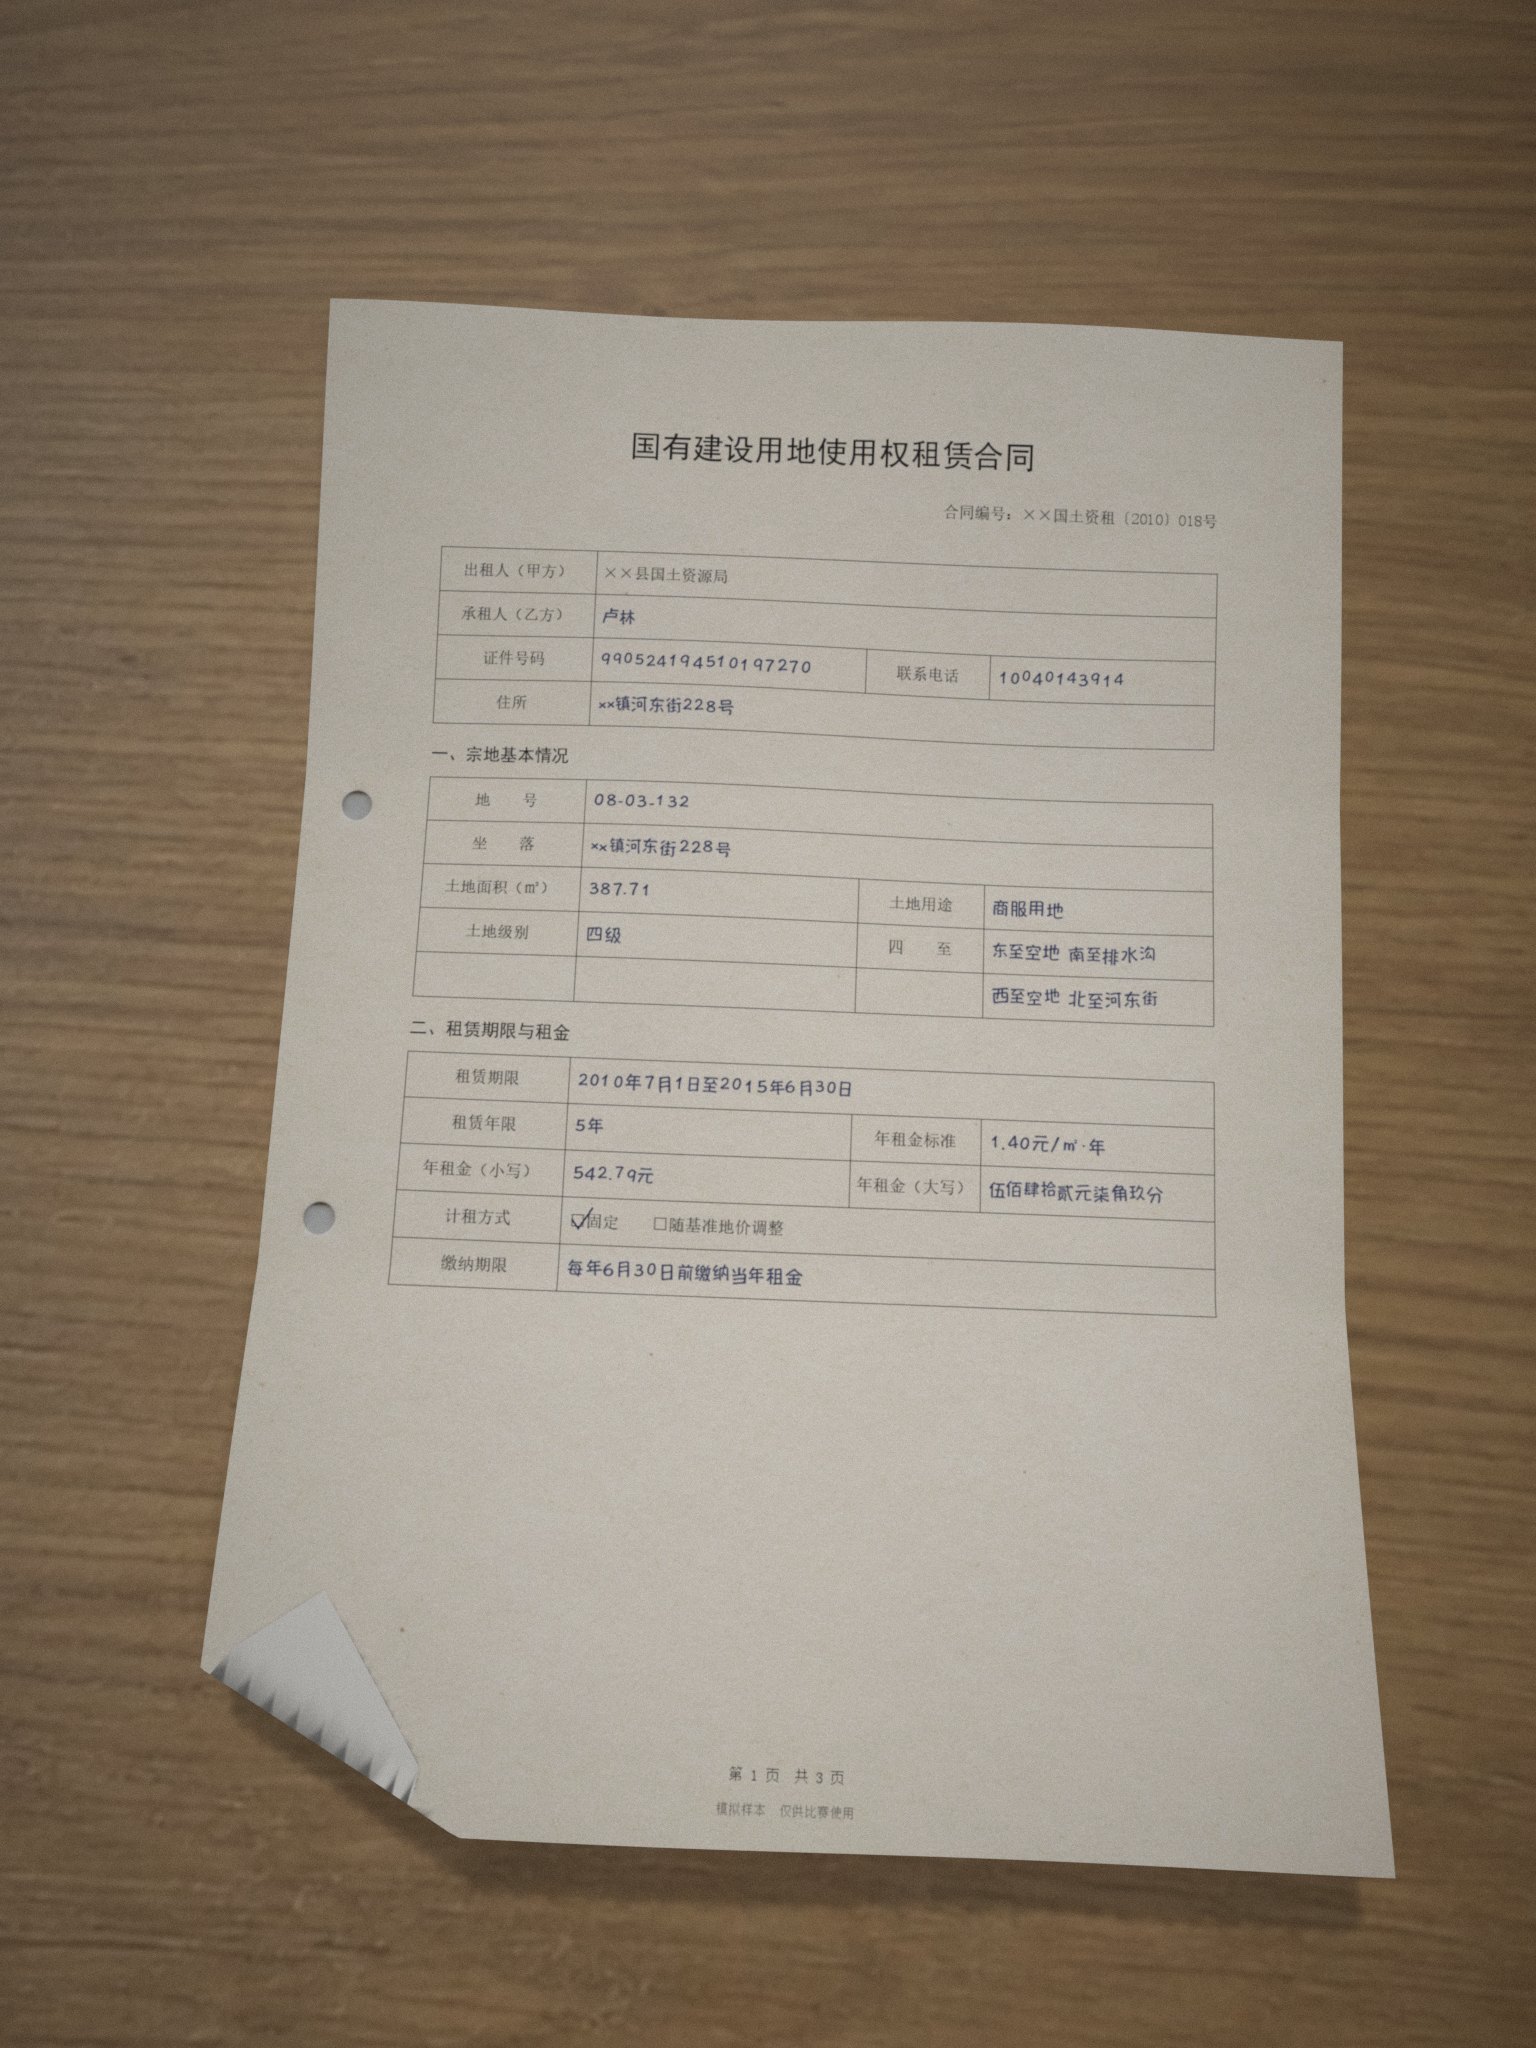 国有建设用地使用权租赁合同
合同编号：××国土资租〔2010〕018号
出租人（甲方） ××县国土资源局
承租人（乙方） 卢林
证件号码 990524194510197270 联系电话 10040143914
住所 ××镇河东街228号
一、宗地基本情况
地　号 08-03-132
坐　落 ××镇河东街228号
土地面积（㎡） 387.71 土地用途 商服用地
土地级别 四级 四　至 东至空地 南至排水沟
西至空地 北至河东街
二、租赁期限与租金
租赁期限 2010年7月1日至2015年6月30日
租赁年限 5年 年租金标准 1.40元/㎡·年
年租金（小写） 542.79元 年租金（大写） 伍佰肆拾贰元柒角玖分
计租方式 ☑固定 □随基准地价调整
缴纳期限 每年6月30日前缴纳当年租金
第 1 页 共 3 页
模拟样本 仅供比赛使用